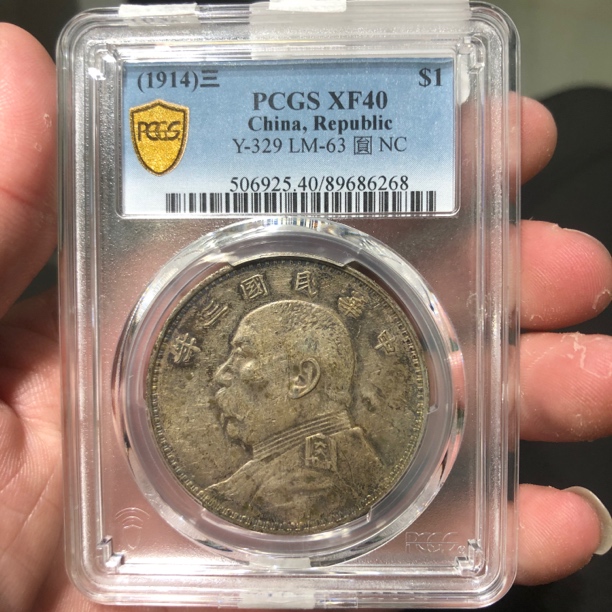 (1914)三 $1
PCGS XF40
China, Republic
Y-329 LM-63 圓 NC
506925.40/89686268
PCGS
年三國民華中
PCGS